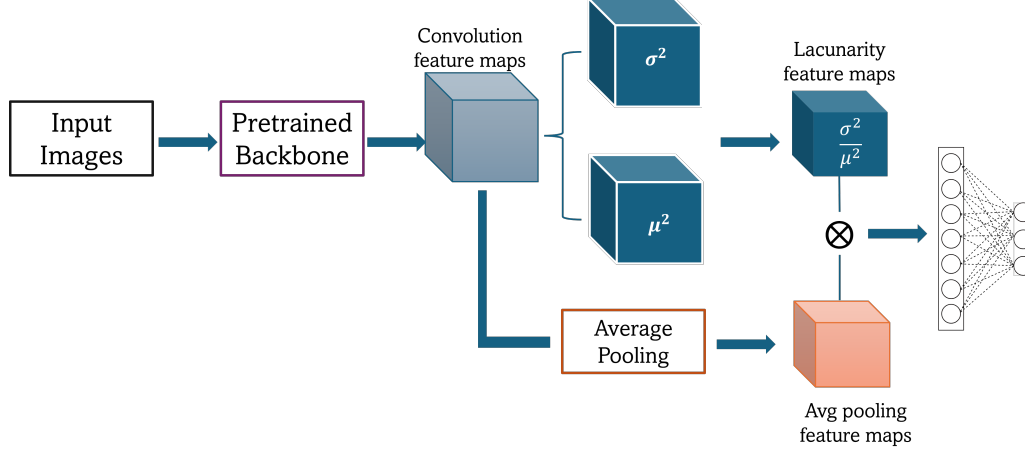 Input
Images
Pretrained
Backbone
Convolution
feature maps
σ²
μ²
Lacunarity
feature maps
σ²
μ²
Average
Pooling
Avg pooling
feature maps